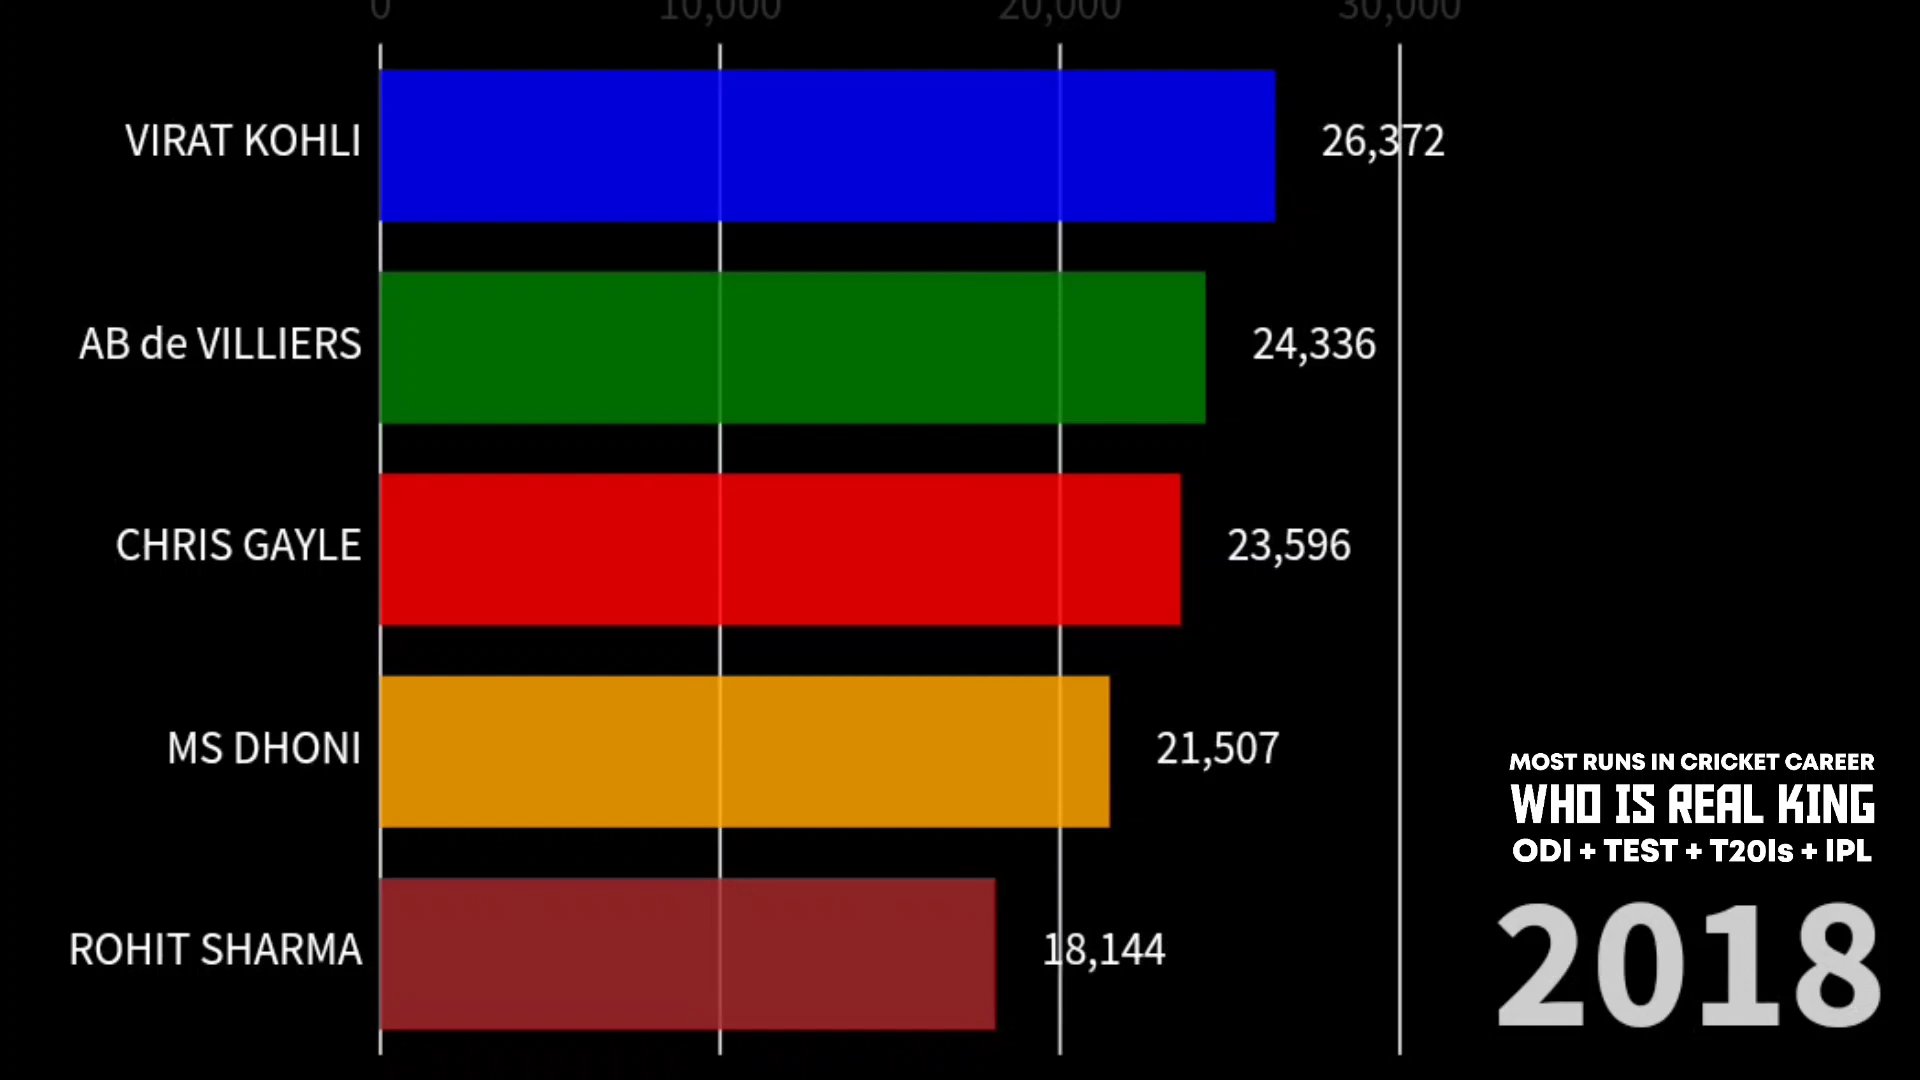 0 10,000 20,000 30,000
VIRAT KOHLI 26,372
AB de VILLIERS 24,336
CHRIS GAYLE 23,596
MS DHONI 21,507
MOST RUNS IN CRICKET CAREER
WHO IS REAL KING
ODI + TEST + T20Is + IPL
ROHIT SHARMA 18,144
2018